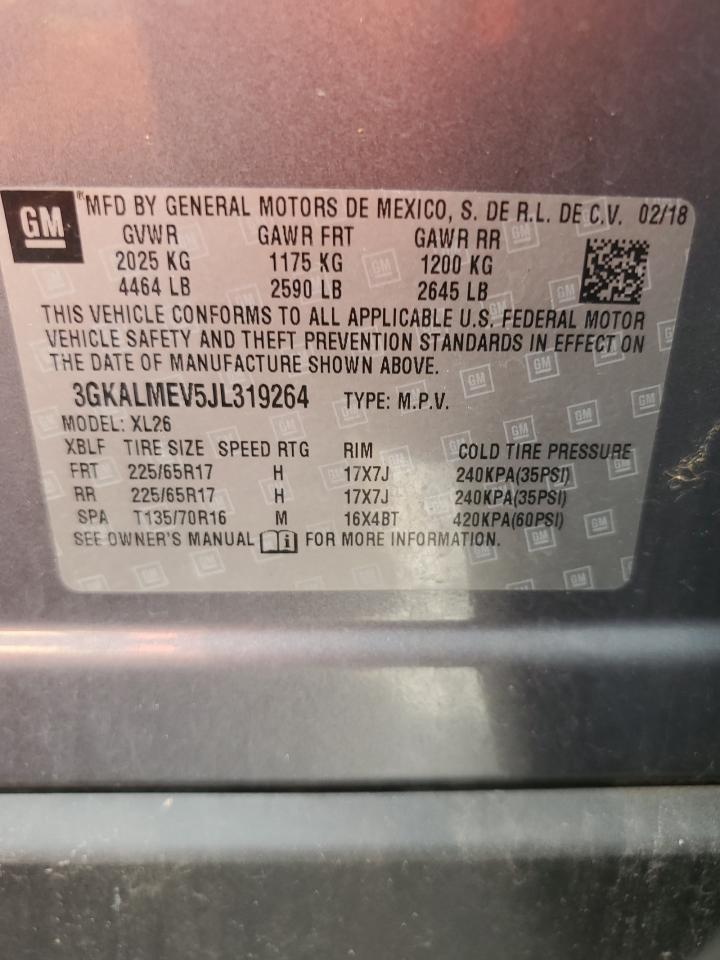 GM ®MFD BY GENERAL MOTORS DE MEXICO, S. DE R.L. DE C.V. 02/18
GVWR GAWR FRT GAWR RR
2025 KG 1175 KG 1200 KG
4464 LB 2590 LB 2645 LB
THIS VEHICLE CONFORMS TO ALL APPLICABLE U.S. FEDERAL MOTOR
VEHICLE SAFETY AND THEFT PREVENTION STANDARDS IN EFFECT ON
THE DATE OF MANUFACTURE SHOWN ABOVE.
3GKALMEV5JL319264 TYPE: M.P.V.
MODEL: XL26
XBLF TIRE SIZE SPEED RTG RIM COLD TIRE PRESSURE
FRT 225/65R17 H 17X7J 240KPA(35PSI)
RR 225/65R17 H 17X7J 240KPA(35PSI)
SPA T135/70R16 M 16X4BT 420KPA(60PSI)
SEE OWNER'S MANUAL i FOR MORE INFORMATION.